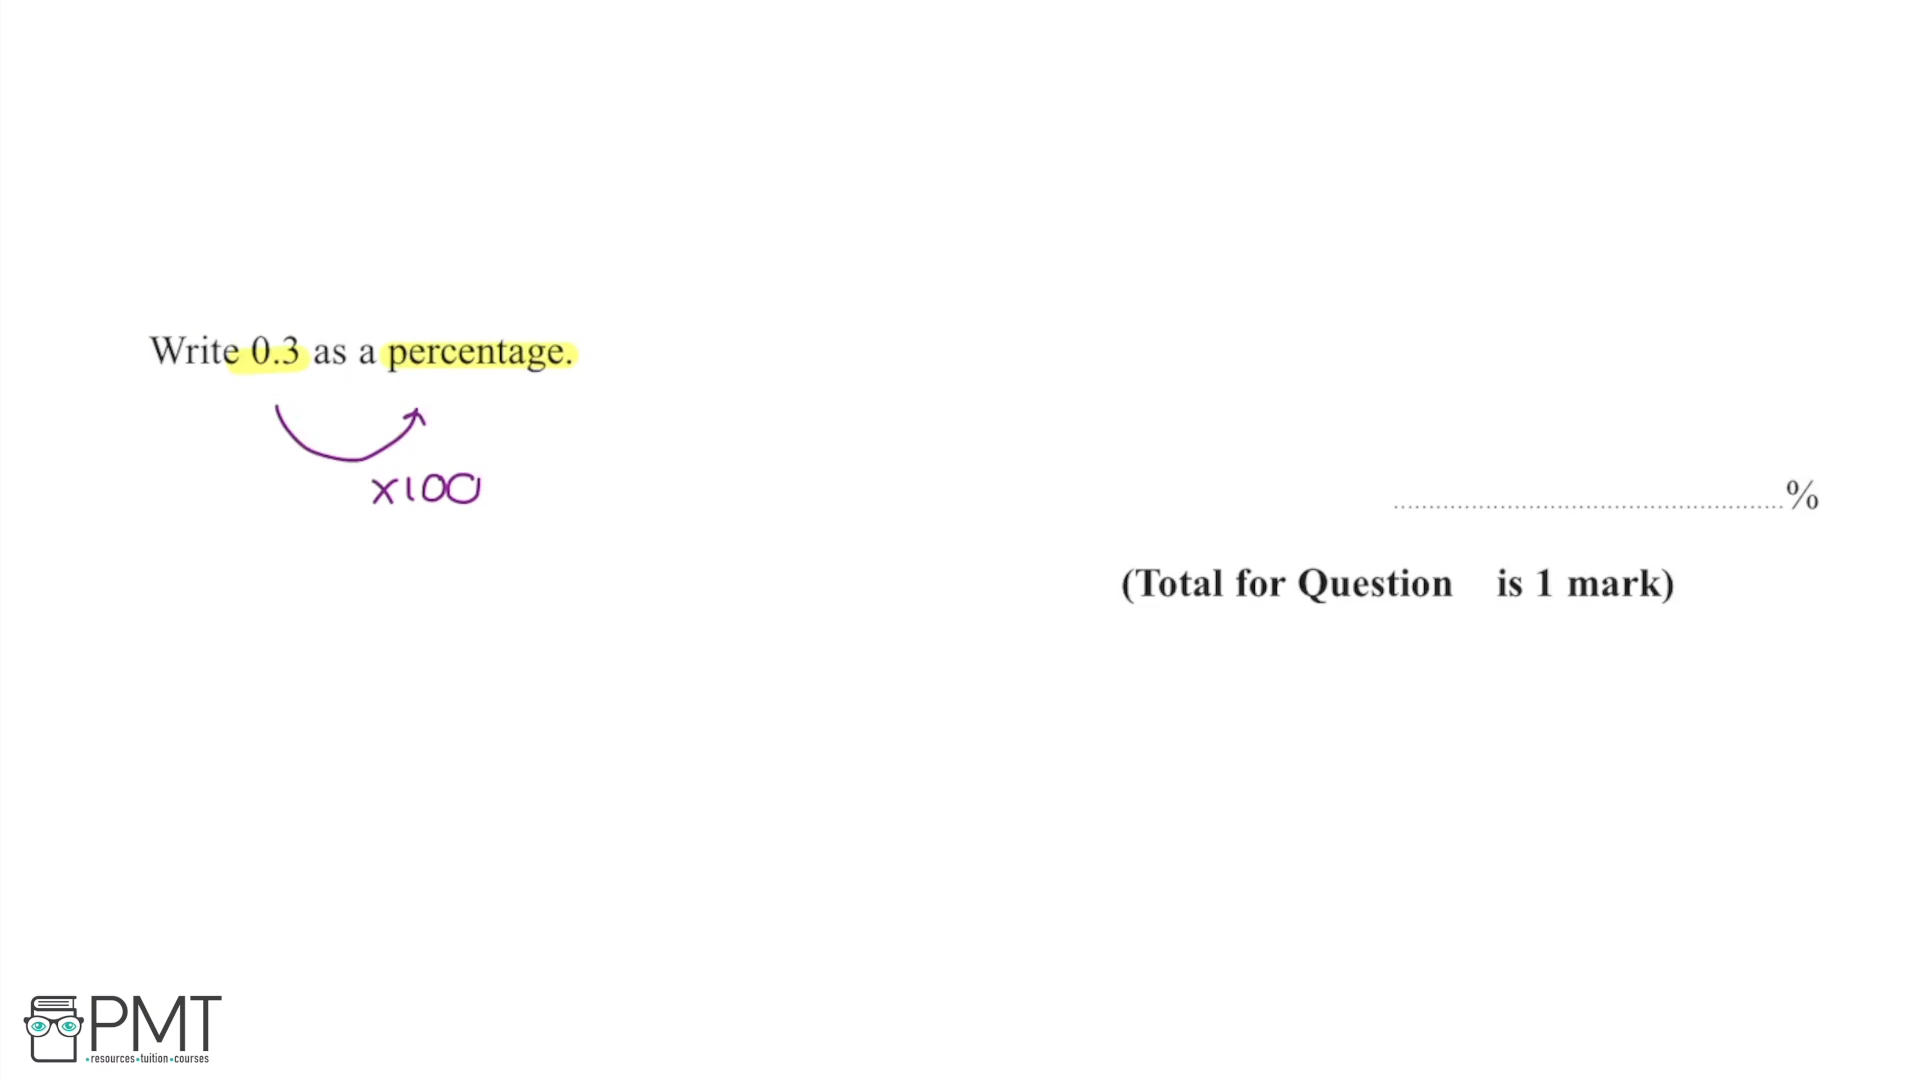 Write 0.3 as a percentage.
x100
.......................................................%
(Total for Question is 1 mark)
PMT
•resources•tuition•courses